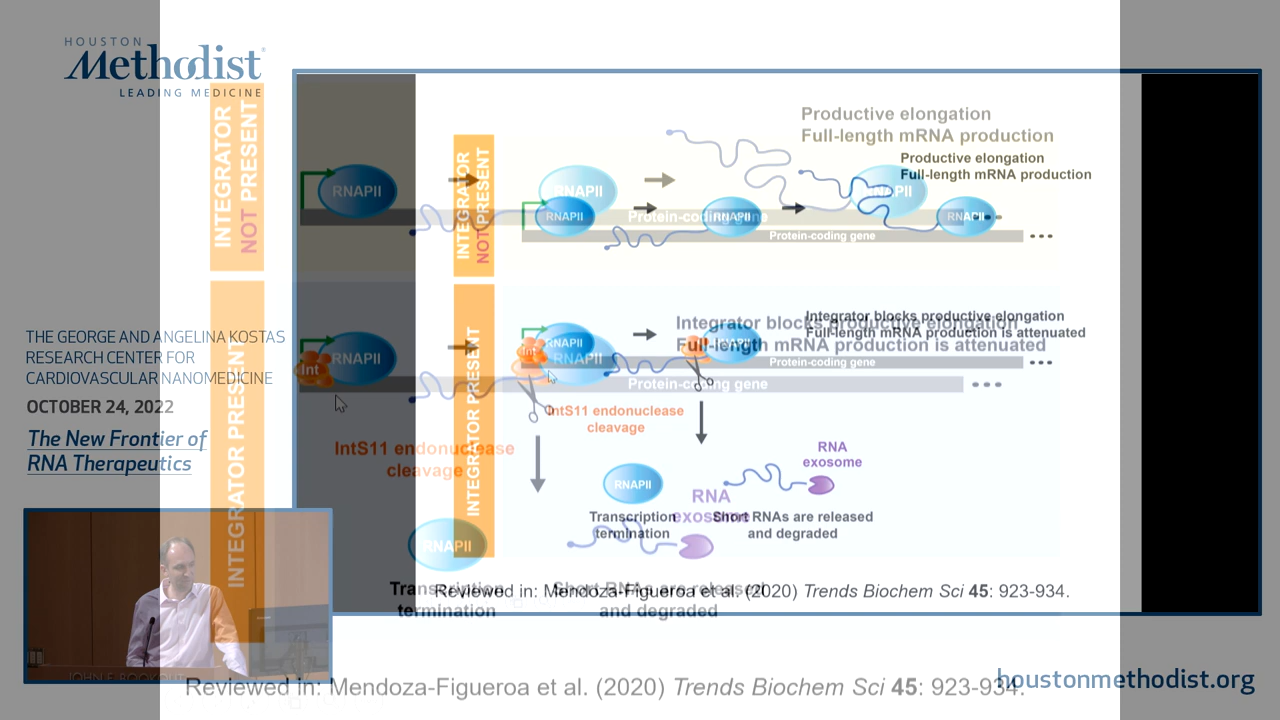 HOUSTON
Methodist
LEADING MEDICINE
THE GEORGE AND ANGELINA KOSTAS
RESEARCH CENTER FOR
CARDIOVASCULAR NANOMEDICINE
OCTOBER 24, 2022
The New Frontier of
RNA Therapeutics
INTEGRATOR
NOT PRESENT
RNAPII
RNAPII
RNAPII
Protein-coding gene
Productive elongation
Full-length mRNA production
INTEGRATOR PRESENT
Int
RNAPII
RNAPII
Protein-coding gene
Integrator blocks productive elongation
Full-length mRNA production is attenuated
IntS11 endonuclease
cleavage
RNAPII
RNA
exosome
Transcription
termination
Short RNAs are released
and degraded
Reviewed in: Mendoza-Figueroa et al. (2020) Trends Biochem Sci 45: 923-934.
INTEGRATOR
NOT PRESENT
RNAPII
RNAPII
RNAPII
Protein-coding gene
Productive elongation
Full-length mRNA production
INTEGRATOR PRESENT
Int
RNAPII
RNAPII
Protein-coding gene
Integrator blocks productive elongation
Full-length mRNA production is attenuated
IntS11 endonuclease
cleavage
RNAPII
RNA
exosome
Transcription
termination
Short RNAs are released
and degraded
Reviewed in: Mendoza-Figueroa et al. (2020) Trends Biochem Sci 45: 923-934.
JOHN F. BOOKOUT
houstonmethodist.org